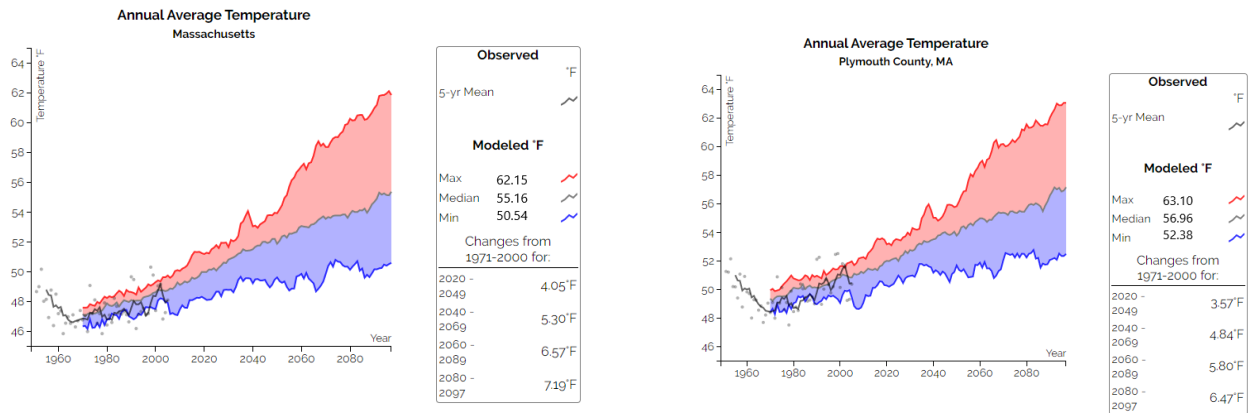 Annual Average Temperature
Massachusetts
Temperature °F
64
62
60
58
56
54
52
50
48
46
1960
1980
2000
2020
2040
2060
2080
Year
Observed
°F
5-yr Mean
Modeled °F
Max 62.15
Median 55.16
Min 50.54
Changes from
1971-2000 for:
2020 -
2049 4.05°F
2040 -
2069 5.30°F
2060 -
2089 6.57°F
2080 -
2097 7.19°F
Annual Average Temperature
Plymouth County, MA
Temperature °F
64
62
60
58
56
54
52
50
48
46
1960
1980
2000
2020
2040
2060
2080
Year
Observed
°F
5-yr Mean
Modeled °F
Max 63.10
Median 56.96
Min 52.38
Changes from
1971-2000 for:
2020 -
2049 3.57°F
2040 -
2069 4.84°F
2060 -
2089 5.80°F
2080 -
2097 6.47°F